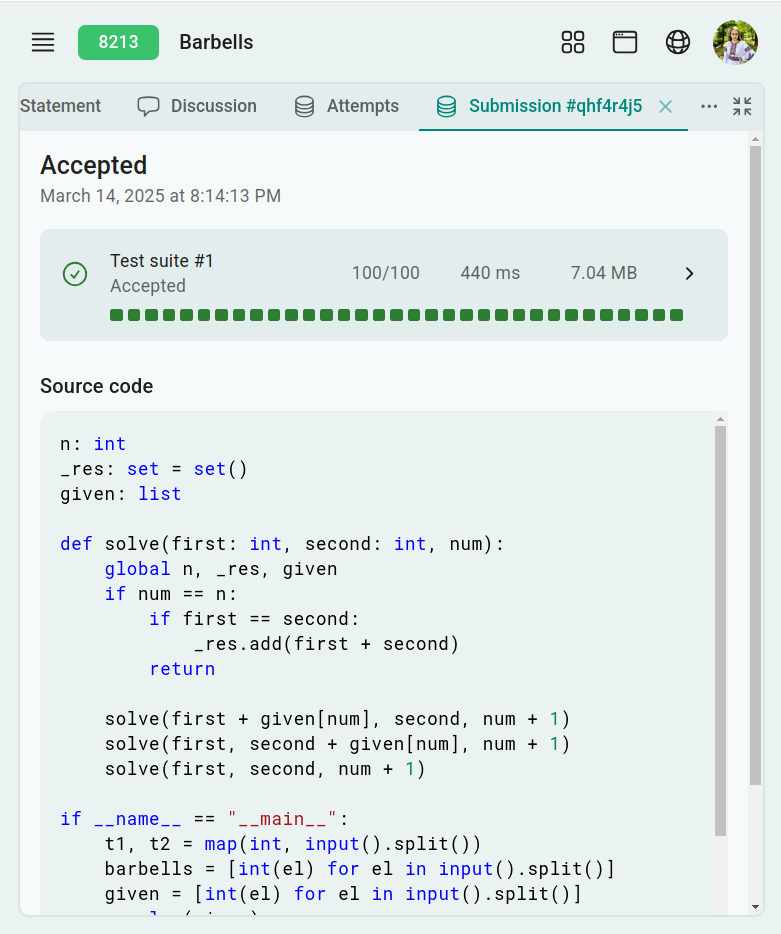 8213 Barbells
Statement Discussion Attempts Submission #qhf4r4j5
Accepted
March 14, 2025 at 8:14:13 PM
Test suite #1 100/100 440 ms 7.04 MB
Accepted
Source code
n: int
_res: set = set()
given: list
def solve(first: int, second: int, num):
    global n, _res, given
    if num == n:
        if first == second:
            _res.add(first + second)
        return
    solve(first + given[num], second, num + 1)
    solve(first, second + given[num], num + 1)
    solve(first, second, num + 1)
if __name__ == "__main__":
    t1, t2 = map(int, input().split())
    barbells = [int(el) for el in input().split()]
    given = [int(el) for el in input().split()]